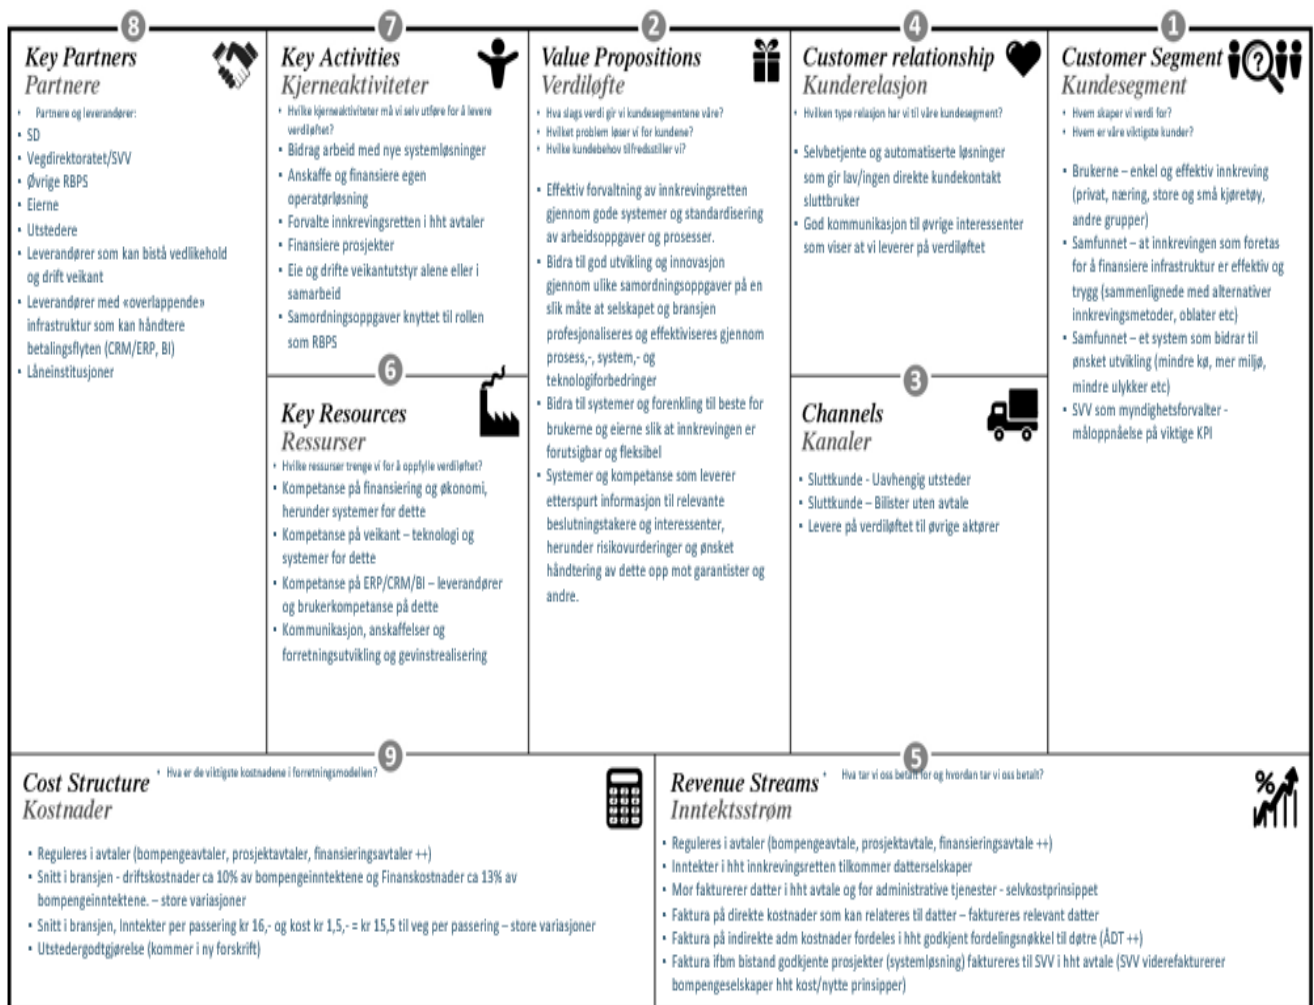 8
Key Partners
Partnere
• Partnere og leverandører:
• SD
• Vegdirektoratet/SVV
• Øvrige RBPS
• Eierne
• Utstedere
• Leverandører som kan bistå vedlikehold
og drift veikant
• Leverandører med «overlappende»
infrastruktur som kan håndtere
betalingsflyten (CRM/ERP, BI)
• Låneinstitusjoner
7
Key Activities
Kjerneaktiviteter
• Hvilke kjerneaktiviteter må vi selv utføre for å levere
verdiløftet?
• Bidrag arbeid med nye systemløsninger
• Anskaffe og finansiere egen
operatørløsning
• Forvalte innkrevingsretten i hht avtaler
• Finansiere prosjekter
• Eie og drifte veikantutstyr alene eller i
samarbeid
• Samordningsoppgaver knyttet til rollen
som RBPS
6
Key Resources
Ressurser
• Hvilke ressurser trenge vi for å oppfylle verdiløftet?
• Kompetanse på finansiering og økonomi,
herunder systemer for dette
• Kompetanse på veikant – teknologi og
systemer for dette
• Kompetanse på ERP/CRM/BI – leverandører
og brukerkompetanse på dette
• Kommunikasjon, anskaffelser og
forretningsutvikling og gevinstrealisering
2
Value Propositions
Verdiløfte
• Hva slags verdi gir vi kundesegmentene våre?
• Hvilket problem løser vi for kundene?
• Hvilke kundebehov tilfredsstiller vi?
• Effektiv forvaltning av innkrevingsretten
gjennom gode systemer og standardisering
av arbeidsoppgaver og prosesser.
• Bidra til god utvikling og innovasjon
gjennom ulike samordningsoppgaver på en
slik måte at selskapet og bransjen
profesjonaliseres og effektiviseres gjennom
prosess,-, system,- og
teknologiforbedringer
• Bidra til systemer og forenkling til beste for
brukerne og eierne slik at innkrevingen er
forutsigbar og fleksibel
• Systemer og kompetanse som leverer
etterspurt informasjon til relevante
beslutningstakere og interessenter,
herunder risikovurderinger og ønsket
håndtering av dette opp mot garantister og
andre.
4
Customer relationship
Kunderelasjon
• Hvilken type relasjon har vi til våre kundesegment?
• Selvbetjente og automatiserte løsninger
som gir lav/ingen direkte kundekontakt
sluttbruker
• God kommunikasjon til øvrige interessenter
som viser at vi leverer på verdiløftet
3
Channels
Kanaler
• Sluttkunde - Uavhengig utsteder
• Sluttkunde – Bilister uten avtale
• Levere på verdiløftet til øvrige aktører
1
Customer Segment
Kundesegment
• Hvem skaper vi verdi for?
• Hvem er våre viktigste kunder?
• Brukerne – enkel og effektiv innkreving
(privat, næring, store og små kjøretøy,
andre grupper)
• Samfunnet – at innkrevingen som foretas
for å finansiere infrastruktur er effektiv og
trygg (sammenlignede med alternativer
innkrevingsmetoder, oblater etc)
• Samfunnet – et system som bidrar til
ønsket utvikling (mindre kø, mer miljø,
mindre ulykker etc)
• SVV som myndighetsforvalter -
måloppnåelse på viktige KPI
9
Cost Structure
• Hva er de viktigste kostnadene i forretningsmodellen?
Kostnader
• Reguleres i avtaler (bompengeavtaler, prosjektavtaler, finansieringsavtaler ++)
• Snitt i bransjen - driftskostnader ca 10% av bompengeinntektene og Finanskostnader ca 13% av
bompengeinntektene. – store variasjoner
• Snitt i bransjen, Inntekter per passering kr 16,- og kost kr 1,5,- = kr 15,5 til veg per passering – store variasjoner
• Utstedergodtgjørelse (kommer i ny forskrift)
5
Revenue Streams
• Hva tar vi oss betalt for og hvordan tar vi oss betalt?
Inntektsstrøm
%
• Reguleres i avtaler (bompengeavtale, prosjektavtale, finansieringsavtale ++)
• Inntekter i hht innkrevingsretten tilkommer datterselskaper
• Mor fakturerer datter i hht avtale og for administrative tjenester - selvkostprinsippet
• Faktura på direkte kostnader som kan relateres til datter – faktureres relevant datter
• Faktura på indirekte adm kostnader fordeles i hht godkjent fordelingsnøkkel til døtre (ÅDT ++)
• Faktura ifbm bistand godkjente prosjekter (systemløsning) faktureres til SVV i hht avtale (SVV viderefakturerer
bompengeselskaper hht kost/nytte prinsipper)